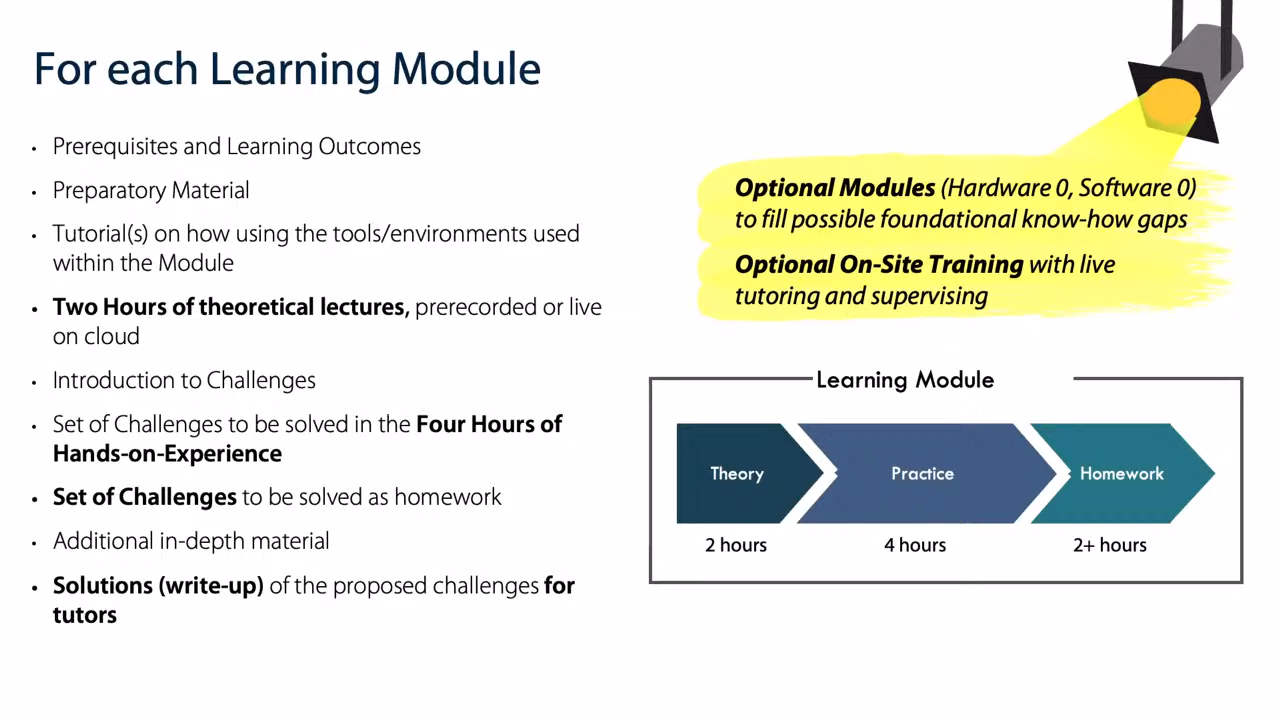 For each Learning Module
• Prerequisites and Learning Outcomes
• Preparatory Material
• Tutorial(s) on how using the tools/environments used
within the Module
• Two Hours of theoretical lectures, prerecorded or live
on cloud
• Introduction to Challenges
• Set of Challenges to be solved in the Four Hours of
Hands-on-Experience
• Set of Challenges to be solved as homework
• Additional in-depth material
• Solutions (write-up) of the proposed challenges for
tutors
Optional Modules (Hardware 0, Software 0)
to fill possible foundational know-how gaps
Optional On-Site Training with live
tutoring and supervising
Learning Module
Theory
Practice
Homework
2 hours
4 hours
2+ hours